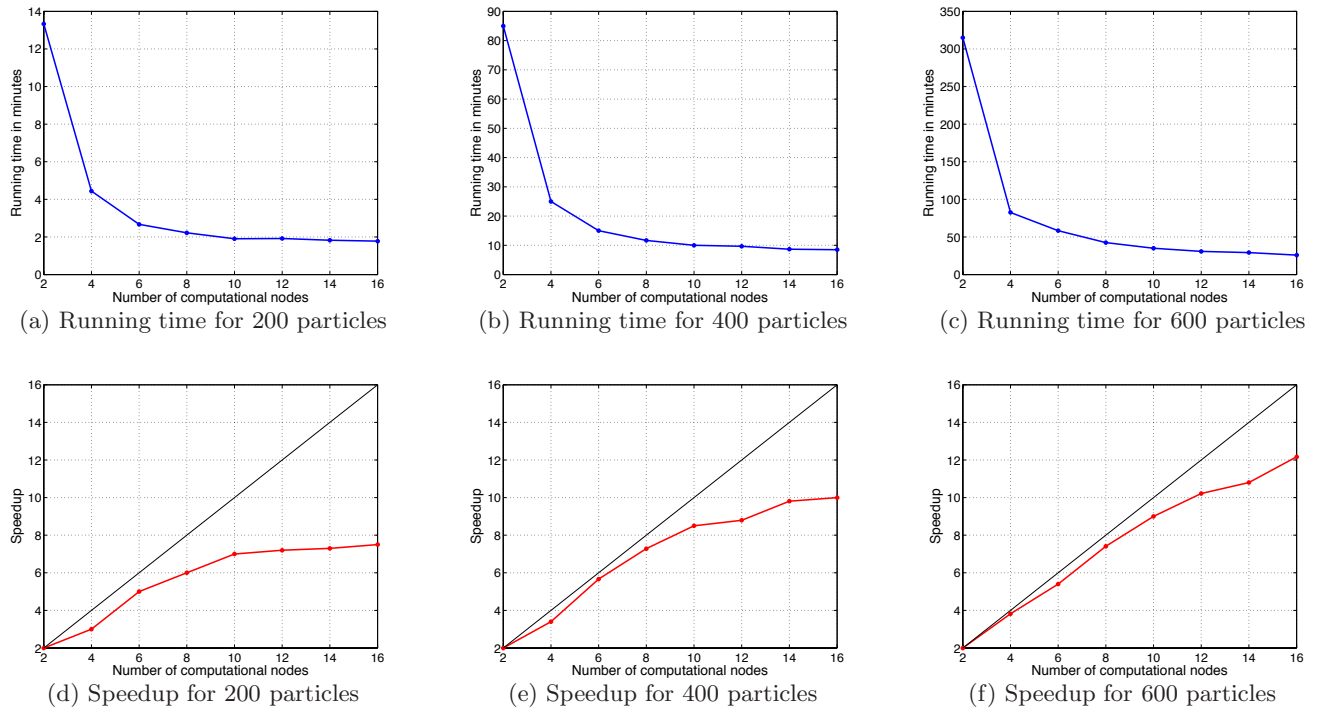 14
12
10
8
6
4
2
0
Running time in minutes
2 4 6 8 10 12 14 16
Number of computational nodes
(a) Running time for 200 particles
90
80
70
60
50
40
30
20
10
0
Running time in minutes
2 4 6 8 10 12 14 16
Number of computational nodes
(b) Running time for 400 particles
350
300
250
200
150
100
50
0
Running time in minutes
2 4 6 8 10 12 14 16
Number of computational nodes
(c) Running time for 600 particles
16
14
12
10
8
6
4
2
Speedup
2 4 6 8 10 12 14 16
Number of computational nodes
(d) Speedup for 200 particles
16
14
12
10
8
6
4
2
Speedup
2 4 6 8 10 12 14 16
Number of computational nodes
(e) Speedup for 400 particles
16
14
12
10
8
6
4
2
Speedup
2 4 6 8 10 12 14 16
Number of computational nodes
(f) Speedup for 600 particles